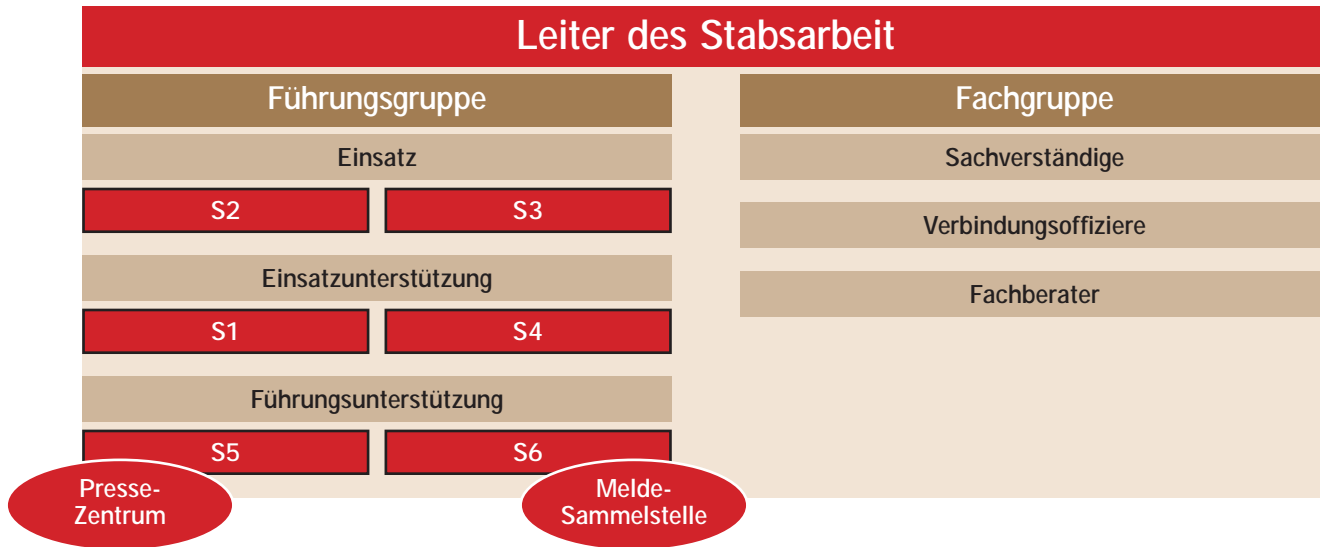 Leiter des Stabsarbeit
Führungsgruppe
Einsatz
S2
S3
Einsatzunterstützung
S1
S4
Führungsunterstützung
S5
S6
Presse-
Zentrum
Melde-
Sammelstelle
Fachgruppe
Sachverständige
Verbindungsoffiziere
Fachberater